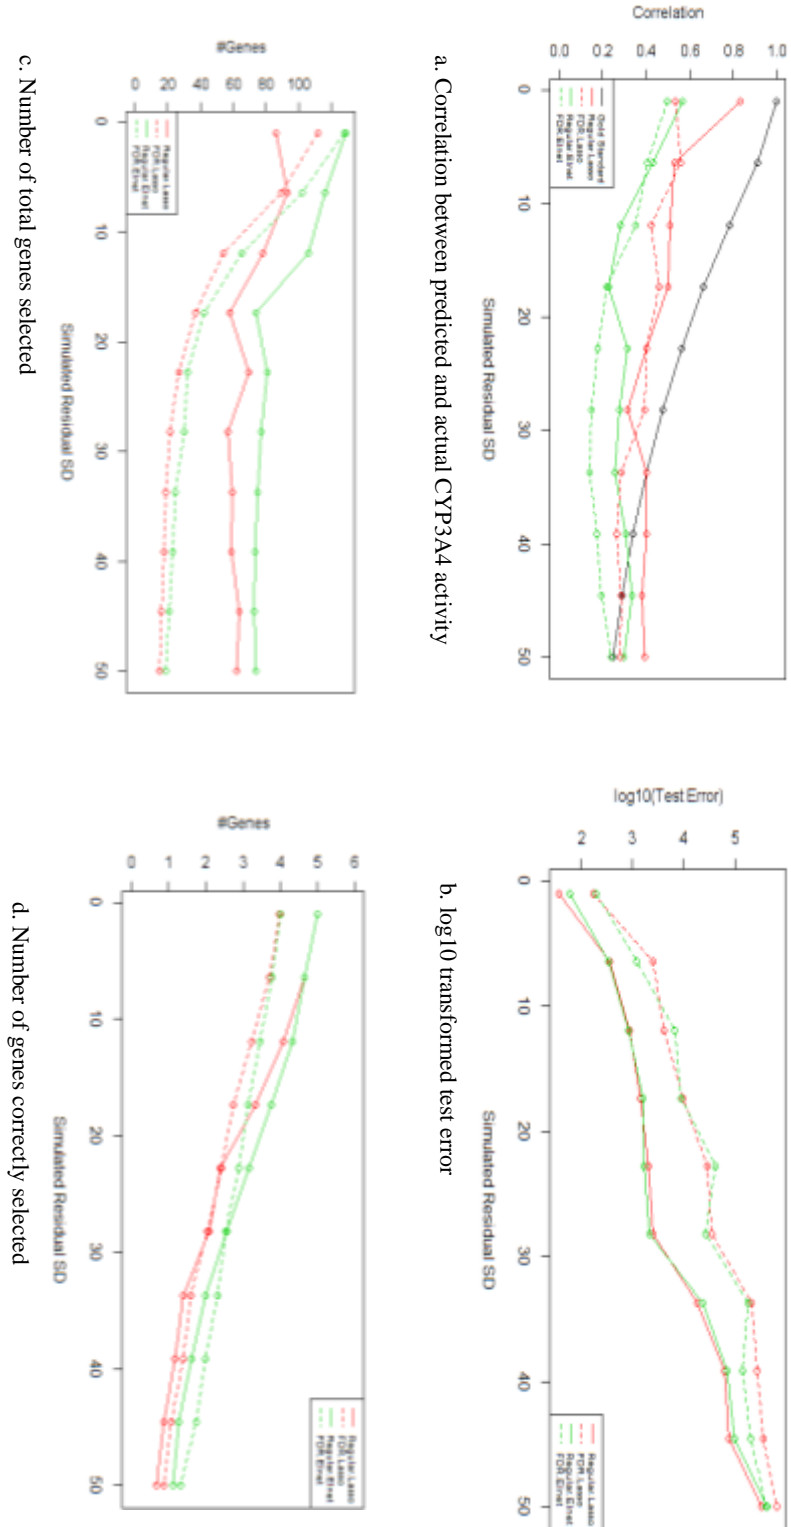 Correlation
0.0 0.2 0.4 0.6 0.8 1.0
Gold Standard
Regular Lasso
FDR Lasso
Regular Elnet
FDR Elnet
0 10 20 30 40 50
Simulated Residual SD
a. Correlation between predicted and actual CYP3A4 activity
log10(Test Error)
2 3 4 5
Regular Lasso
FDR Lasso
Regular Elnet
FDR Elnet
0 10 20 30 40 50
Simulated Residual SD
b. log10 transformed test error
#Genes
0 20 40 60 80 100
Regular Lasso
FDR Lasso
Regular Elnet
FDR Elnet
0 10 20 30 40 50
Simulated Residual SD
c. Number of total genes selected
#Genes
0 1 2 3 4 5 6
Regular Lasso
FDR Lasso
Regular Elnet
FDR Elnet
0 10 20 30 40 50
Simulated Residual SD
d. Number of genes correctly selected